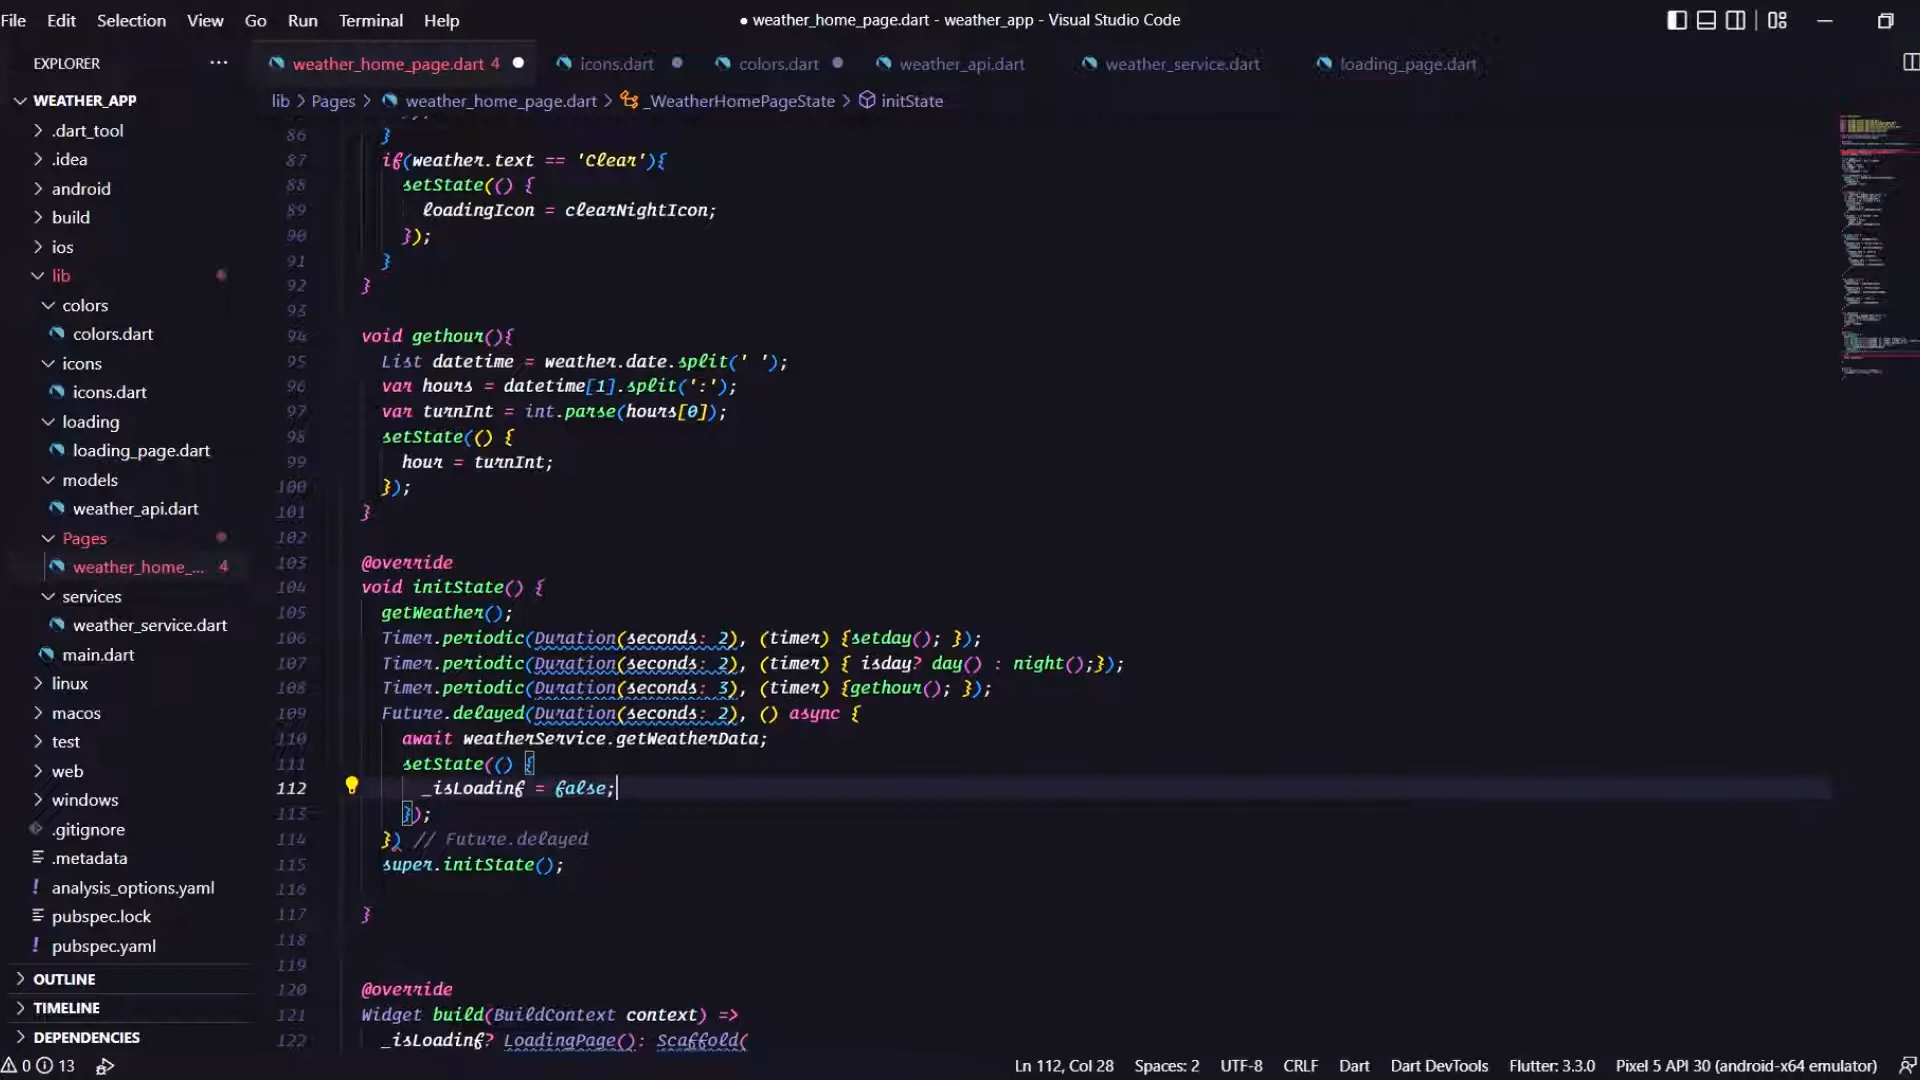 File Edit Selection View Go Run Terminal Help
● weather_home_page.dart - weather_app - Visual Studio Code
EXPLORER ...
weather_home_page.dart 4
icons.dart
colors.dart
weather_api.dart
weather_service.dart
loading_page.dart
lib > Pages > weather_home_page.dart > _WeatherHomePageState > initState
WEATHER_APP
.dart_tool
.idea
android
build
ios
lib
colors
colors.dart
icons
icons.dart
loading
loading_page.dart
models
weather_api.dart
Pages
weather_home_... 4
services
weather_service.dart
main.dart
linux
macos
test
web
windows
.gitignore
.metadata
analysis_options.yaml
pubspec.lock
pubspec.yaml
OUTLINE
TIMELINE
DEPENDENCIES
86 }
87 if(weather.text == 'Clear'){
88 setState(() {
89 loadingIcon = clearNightIcon;
90 });
91 }
92 }
93
94 void gethour(){
95 List datetime = weather.date.split(' ');
96 var hours = datetime[1].split(':');
97 var turnInt = int.parse(hours[0]);
98 setState(() {
99 hour = turnInt;
100 });
101 }
102
103 @override
104 void initState() {
105 getWeather();
106 Timer.periodic(Duration(seconds: 2), (timer) {setday(); });
107 Timer.periodic(Duration(seconds: 2), (timer) { isday? day() : night();});
108 Timer.periodic(Duration(seconds: 3), (timer) {gethour(); });
109 Future.delayed(Duration(seconds: 2), () async {
110 await weatherService.getWeatherData;
111 setState(() {
112 _isLoadinf = false;
113 });
114 }) // Future.delayed
115 super.initState();
116
117 }
118
119
120 @override
121 Widget build(BuildContext context) =>
122 _isLoadinf? LoadingPage(): Scaffold(
0 13
Ln 112, Col 28 Spaces: 2 UTF-8 CRLF Dart Dart DevTools Flutter: 3.3.0 Pixel 5 API 30 (android-x64 emulator)